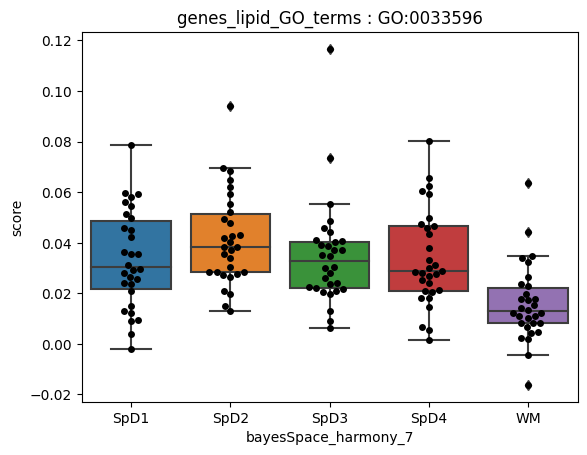 genes_lipid_GO_terms : GO:0033596
0.12
0.10
0.08
0.06
0.04
0.02
0.00
−0.02
score
SpD1 SpD2 SpD3 SpD4 WM
bayesSpace_harmony_7